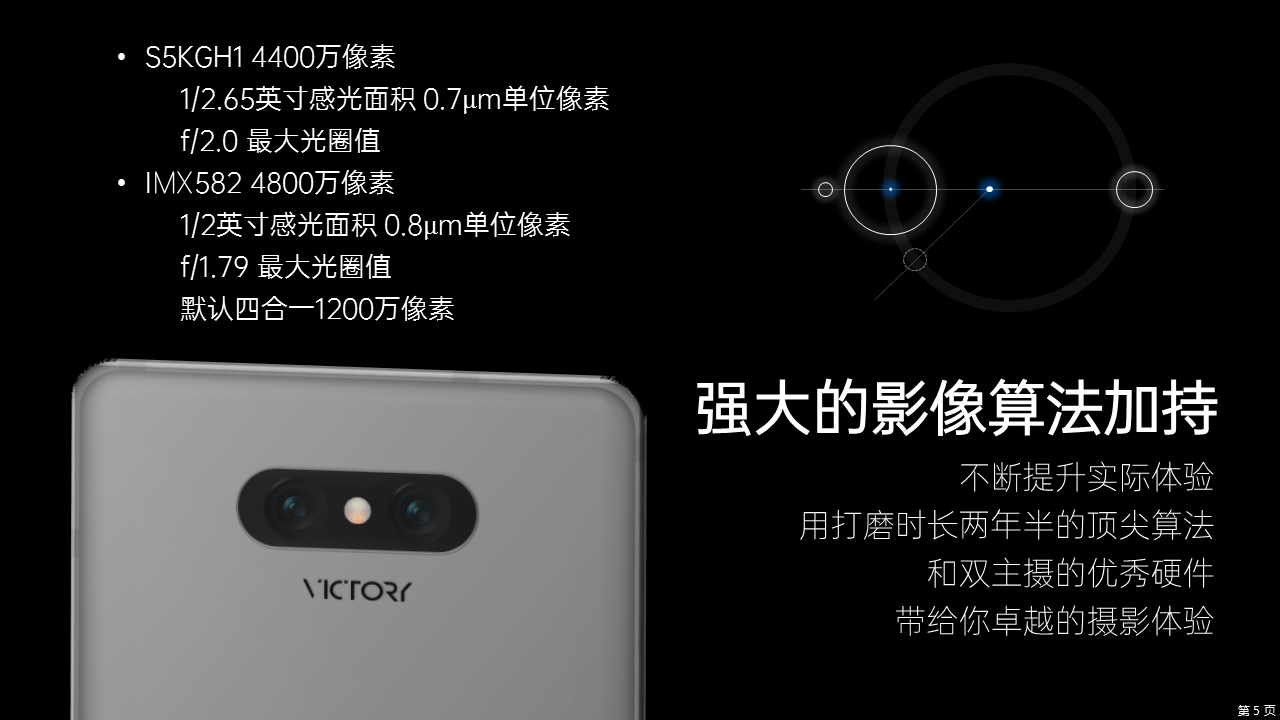 • S5KGH1 4400万像素
1/2.65英寸感光面积 0.7μm单位像素
f/2.0 最大光圈值
• IMX582 4800万像素
1/2英寸感光面积 0.8μm单位像素
f/1.79 最大光圈值
默认四合一1200万像素
VICTORY
强大的影像算法加持
不断提升实际体验
用打磨时长两年半的顶尖算法
和双主摄的优秀硬件
带给你卓越的摄影体验
第 5 页